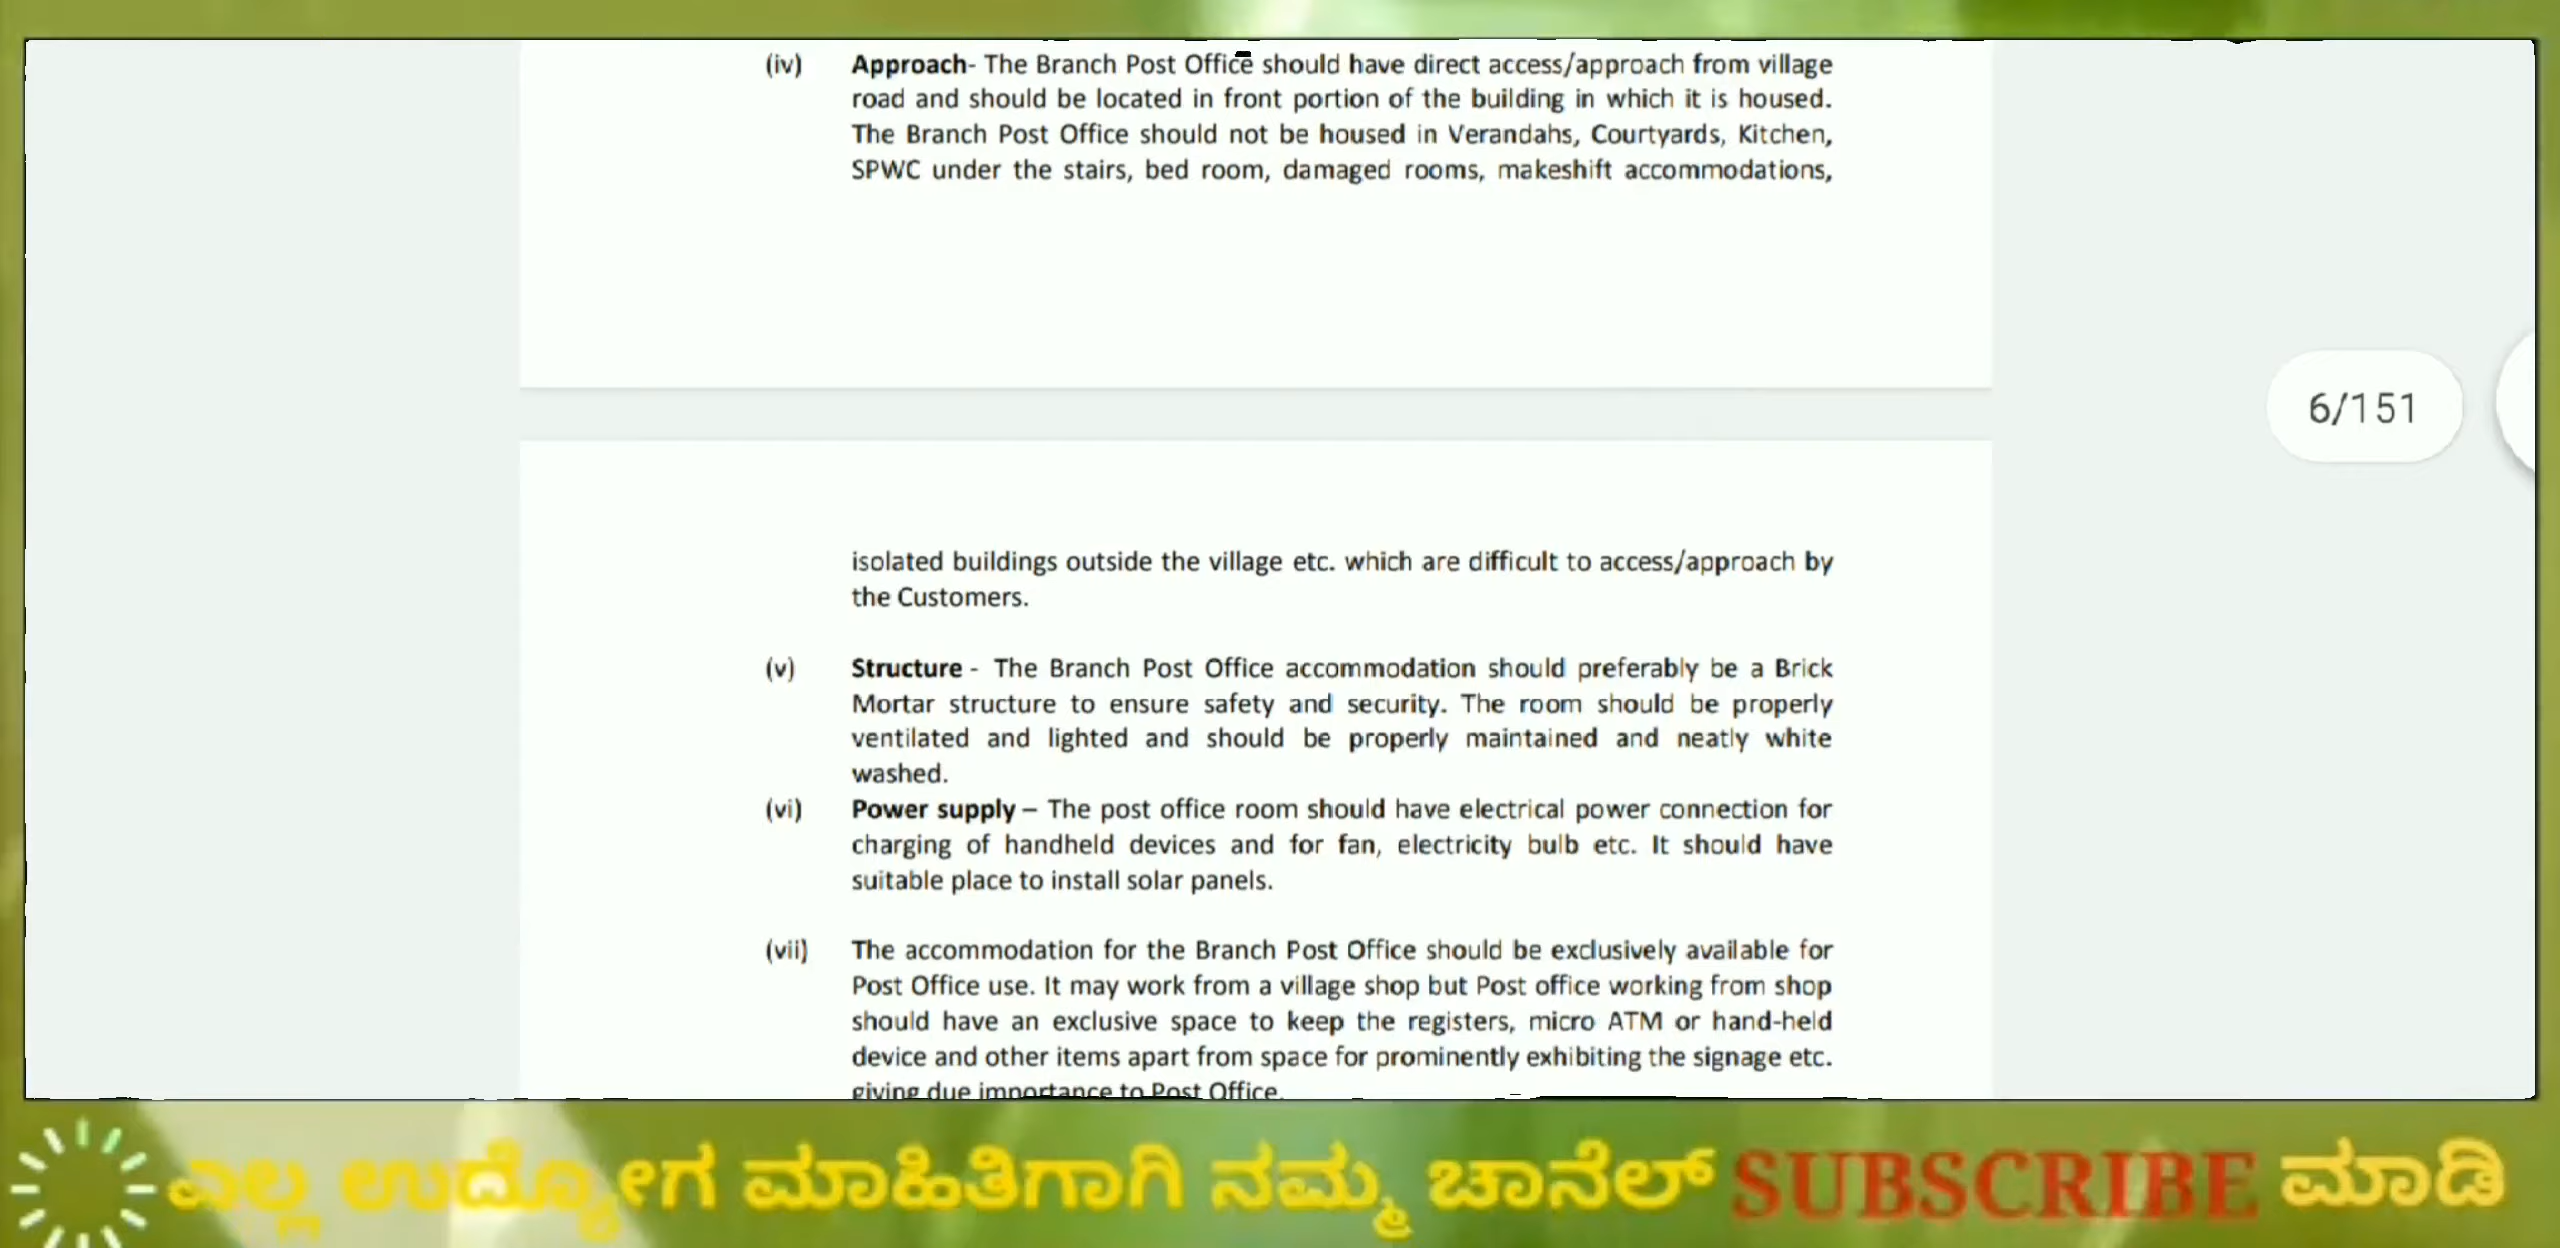 (iv) Approach- The Branch Post Office should have direct access/approach from village
road and should be located in front portion of the building in which it is housed.
The Branch Post Office should not be housed in Verandahs, Courtyards, Kitchen,
SPWC under the stairs, bed room, damaged rooms, makeshift accommodations,
6/151
isolated buildings outside the village etc. which are difficult to access/approach by
the Customers.
(v) Structure - The Branch Post Office accommodation should preferably be a Brick
Mortar structure to ensure safety and security. The room should be properly
ventilated and lighted and should be properly maintained and neatly white
washed.
(vi) Power supply – The post office room should have electrical power connection for
charging of handheld devices and for fan, electricity bulb etc. It should have
suitable place to install solar panels.
(vii) The accommodation for the Branch Post Office should be exclusively available for
Post Office use. It may work from a village shop but Post office working from shop
should have an exclusive space to keep the registers, micro ATM or hand-held
device and other items apart from space for prominently exhibiting the signage etc.
giving due importance to Post Office.
ಎಲ್ಲ ಉದ್ಯೋಗ ಮಾಹಿತಿಗಾಗಿ ನಮ್ಮ ಚಾನೆಲ್ SUBSCRIBE ಮಾಡಿ